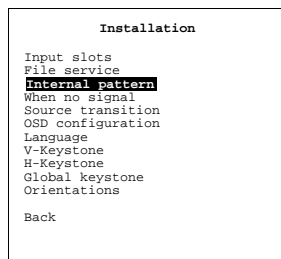 Installation
Input slots
File service
Internal pattern
When no signal
Source transition
OSD configuration
Language
V-Keystone
H-Keystone
Global keystone
Orientations
Back